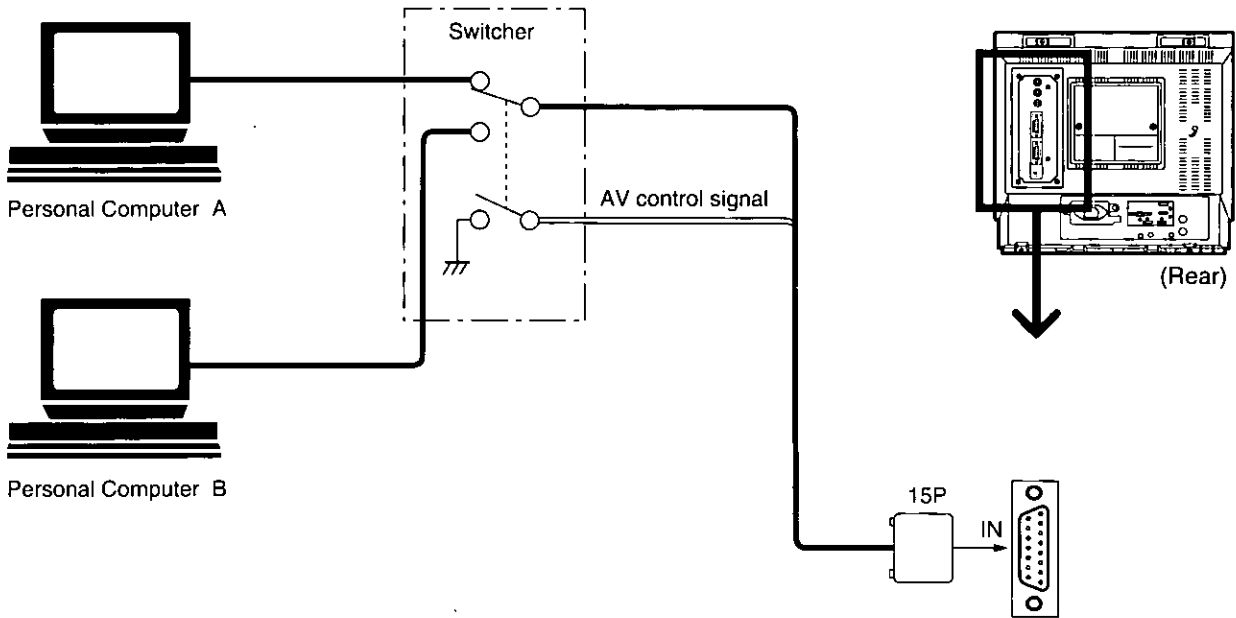 Switcher
Personal Computer A
AV control signal
(Rear)
Personal Computer B
15P
IN